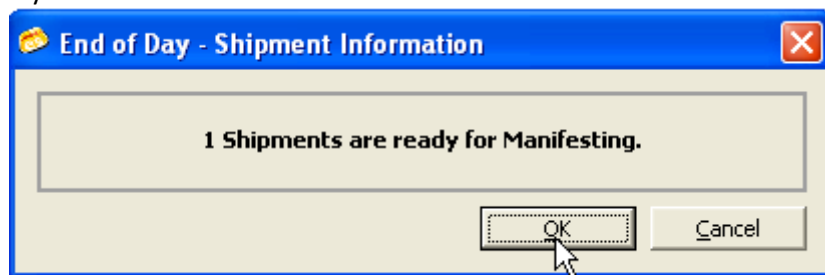 End of Day - Shipment Information
1 Shipments are ready for Manifesting.
OK Cancel